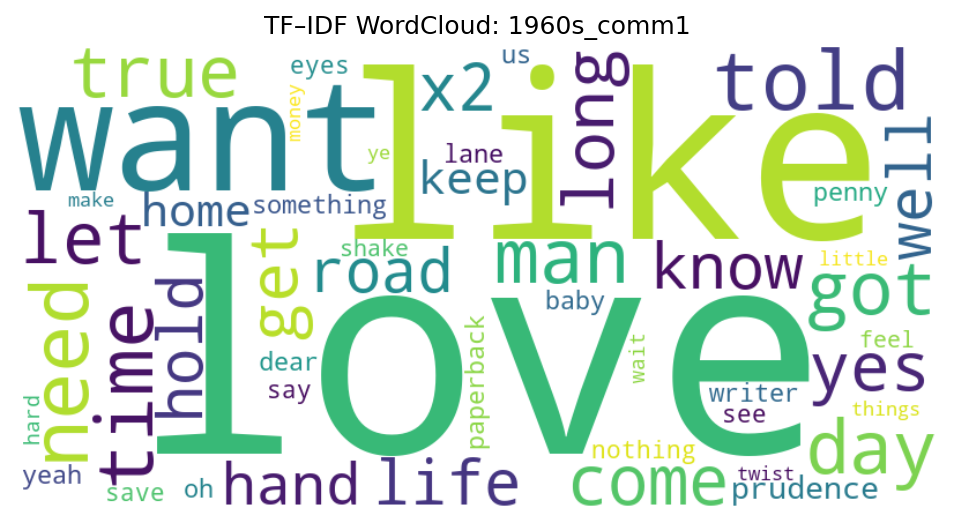 TF–IDF WordCloud: 1960s_comm1
us
eyes
true
x2
long
told
want
like
money
ye
lane
keep
well
make
home
something
penny
let
shake
get
road
man
know
little
got
need
time
hold
love
baby
dear
say
paperback
wait
feel
yes
writer
see
things
hard
nothing
day
yeah
save
oh
hand
life
come
twist
prudence